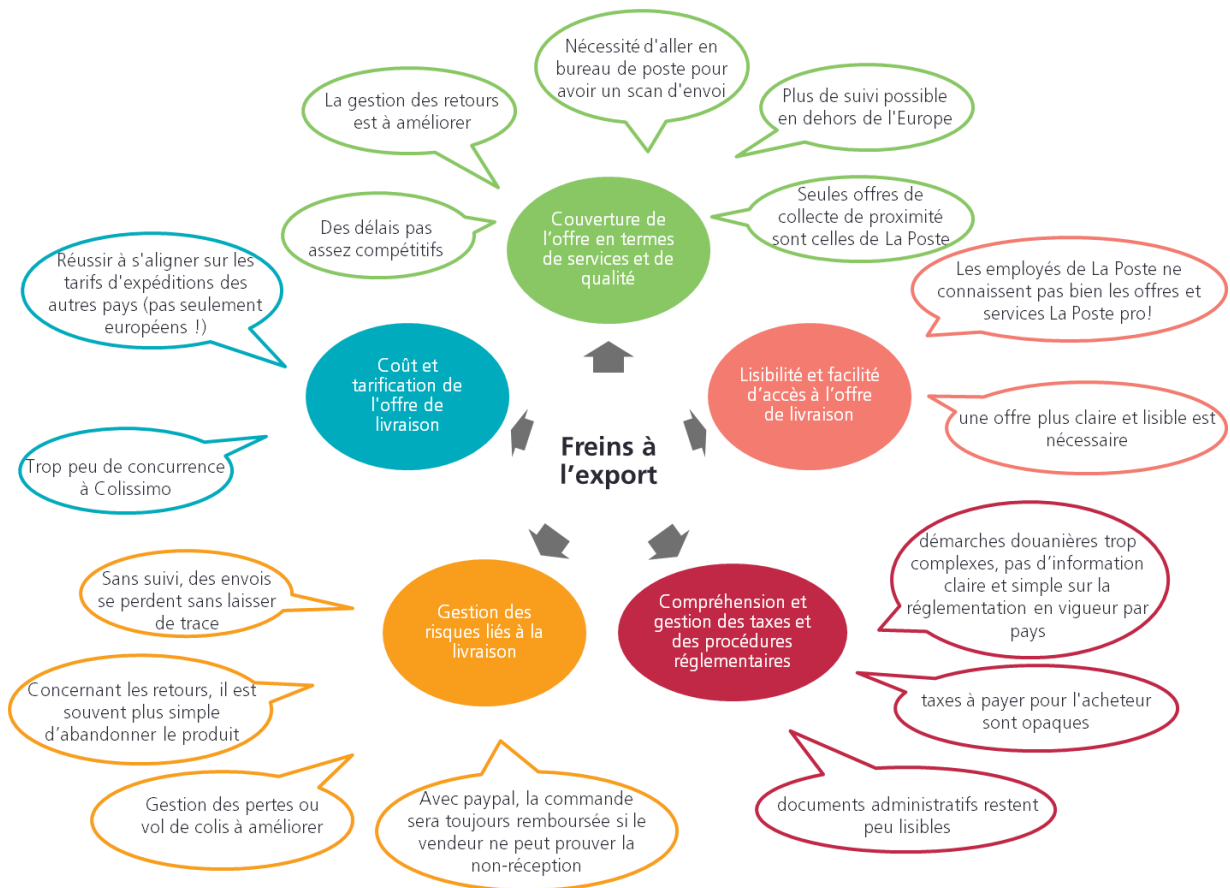 Nécessité d'aller en
bureau de poste pour
avoir un scan d'envoi
La gestion des retours
est à améliorer
Plus de suivi possible
en dehors de l'Europe
Des délais pas
assez compétitifs
Couverture de
l'offre en termes
de services et de
qualité
Seules offres de
collecte de proximité
sont celles de La Poste
Réussir à s'aligner sur les
tarifs d'expéditions des
autres pays (pas seulement
européens !)
Les employés de La Poste ne
connaissent pas bien les offres et
services La Poste pro!
Coût et
tarification de
l'offre de
livraison
Lisibilité et facilité
d'accès à l'offre
de livraison
une offre plus claire et lisible est
nécessaire
Freins à
l'export
Trop peu de concurrence
à Colissimo
Sans suivi, des envois
se perdent sans laisser
de trace
Gestion des
risques liés à la
livraison
Compréhension et
gestion des taxes et
des procédures
réglementaires
démarches douanières trop
complexes, pas d'information
claire et simple sur la
réglementation en vigueur par
pays
Concernant les retours, il est
souvent plus simple
d'abandonner le produit
taxes à payer pour l'acheteur
sont opaques
Gestion des pertes ou
vol de colis à améliorer
Avec paypal, la commande
sera toujours remboursée si le
vendeur ne peut prouver la
non-réception
documents administratifs restent
peu lisibles